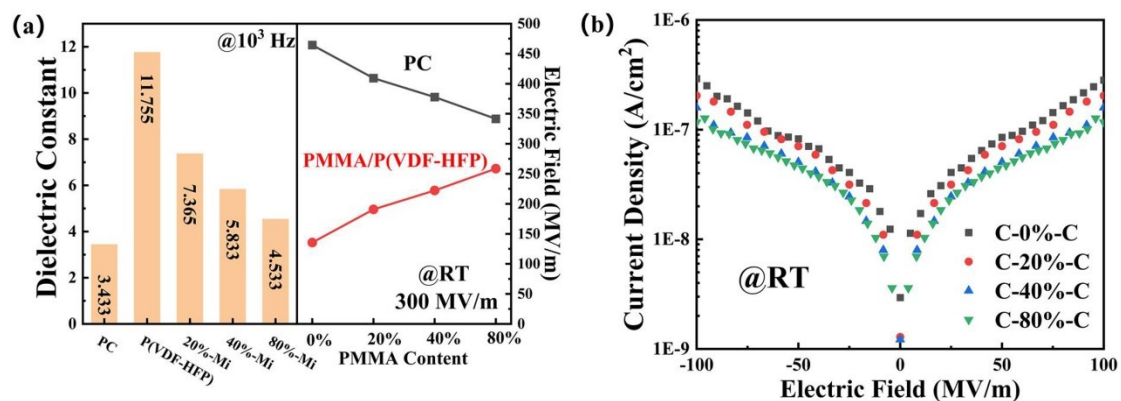 (a)
@10³ Hz
Dielectric Constant
12
10
8
6
4
2
0
3.433
11.755
7.365
5.833
4.533
PC
P(VDF-HFP)
20%-Mi
40%-Mi
80%-Mi
PC
PMMA/P(VDF-HFP)
@RT
300 MV/m
0%
20%
40%
80%
PMMA Content
500
450
400
350
300
250
200
150
100
50
0
Electric Field (MV/m)
(b)
Current Density (A/cm²)
1E-6
1E-7
1E-8
1E-9
@RT
C-0%-C
C-20%-C
C-40%-C
C-80%-C
-100
-50
0
50
100
Electric Field (MV/m)